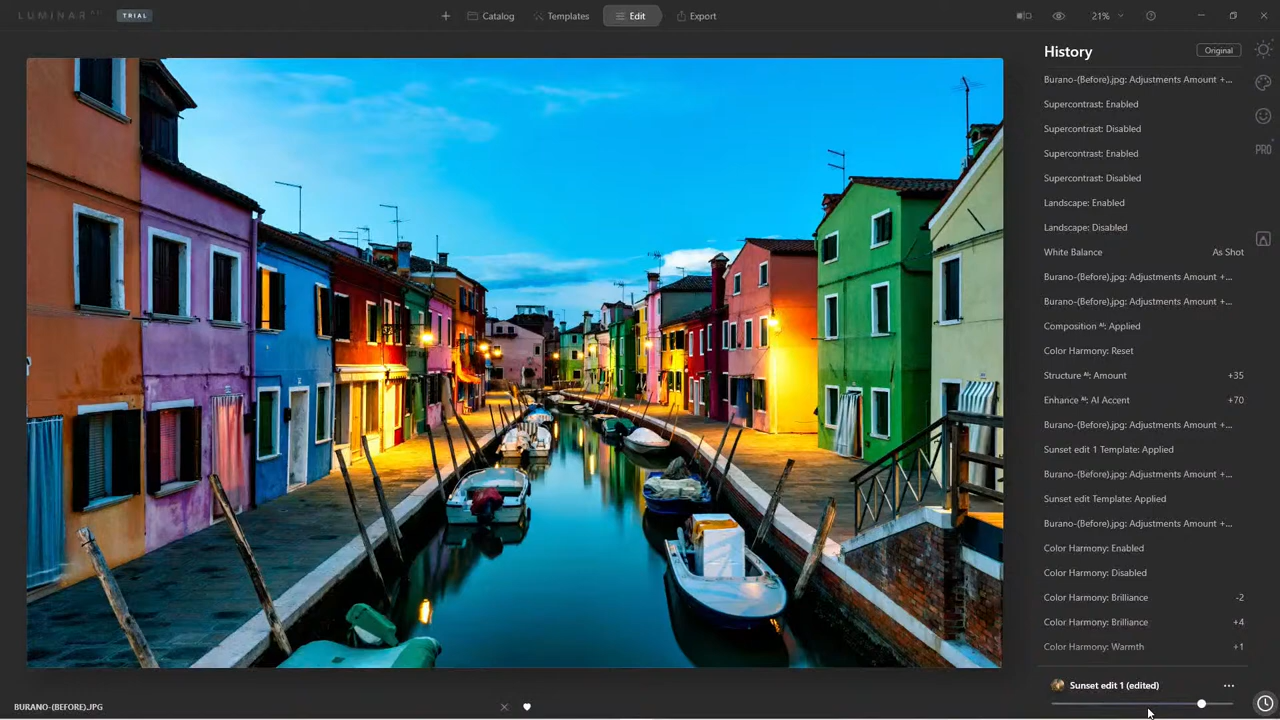 LUMINAR AI TRIAL
Catalog Templates Edit Export
21%
History
Original
Burano-(Before).jpg: Adjustments Amount +...
Supercontrast: Enabled
Supercontrast: Disabled
Supercontrast: Enabled
Supercontrast: Disabled
Landscape: Enabled
Landscape: Disabled
White Balance As Shot
Burano-(Before).jpg: Adjustments Amount +...
Burano-(Before).jpg: Adjustments Amount +...
Composition AI: Applied
Color Harmony: Reset
Structure AI: Amount +35
Enhance AI: AI Accent +70
Burano-(Before).jpg: Adjustments Amount +...
Sunset edit 1 Template: Applied
Burano-(Before).jpg: Adjustments Amount +...
Sunset edit Template: Applied
Burano-(Before).jpg: Adjustments Amount +...
Color Harmony: Enabled
Color Harmony: Disabled
Color Harmony: Brilliance -2
Color Harmony: Brilliance +4
Color Harmony: Warmth +1
PRO
Sunset edit 1 (edited)
BURANO-(BEFORE).JPG